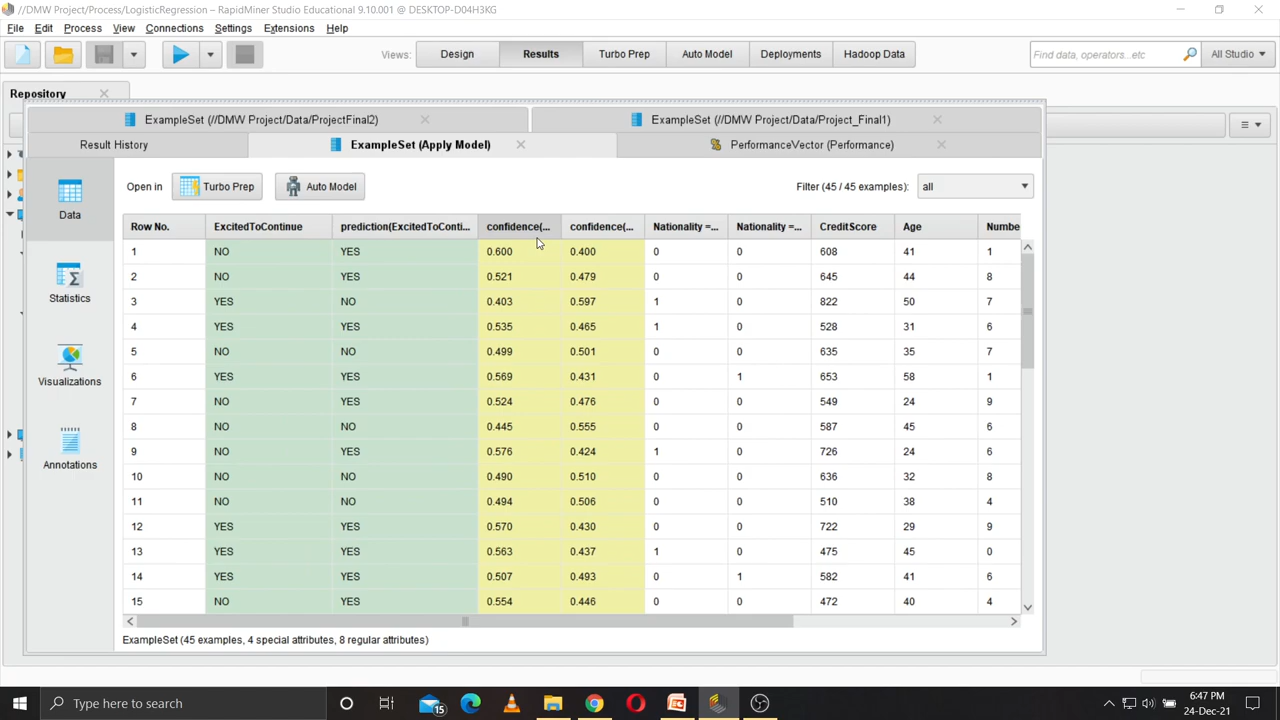 //DMW Project/Process/LogisticRegression – RapidMiner Studio Educational 9.10.001 @ DESKTOP-D04H3KG
File Edit Process View Connections Settings Extensions Help
Views: Design Results Turbo Prep Auto Model Deployments Hadoop Data Find data, operators...etc All Studio
Repository
ExampleSet (//DMW Project/Data/ProjectFinal2) ExampleSet (//DMW Project/Data/Project_Final1)
Result History ExampleSet (Apply Model) PerformanceVector (Performance)
Open in Turbo Prep Auto Model Filter (45 / 45 examples): all
Data
Statistics
Visualizations
Annotations
Row No. ExcitedToContinue prediction(ExcitedToConti... confidence(... confidence(... Nationality =... Nationality =... CreditScore Age Numbe
1 NO YES 0.600 0.400 0 0 608 41 1
2 NO YES 0.521 0.479 0 0 645 44 8
3 YES NO 0.403 0.597 1 0 822 50 7
4 YES YES 0.535 0.465 1 0 528 31 6
5 NO NO 0.499 0.501 0 0 635 35 7
6 YES YES 0.569 0.431 0 1 653 58 1
7 NO YES 0.524 0.476 0 0 549 24 9
8 NO NO 0.445 0.555 0 0 587 45 6
9 NO YES 0.576 0.424 1 0 726 24 6
10 NO NO 0.490 0.510 0 0 636 32 8
11 NO NO 0.494 0.506 0 0 510 38 4
12 YES YES 0.570 0.430 0 0 722 29 9
13 YES YES 0.563 0.437 1 0 475 45 0
14 YES YES 0.507 0.493 0 1 582 41 6
15 NO YES 0.554 0.446 0 0 472 40 4
ExampleSet (45 examples, 4 special attributes, 8 regular attributes)
Type here to search
15
6:47 PM
24-Dec-21